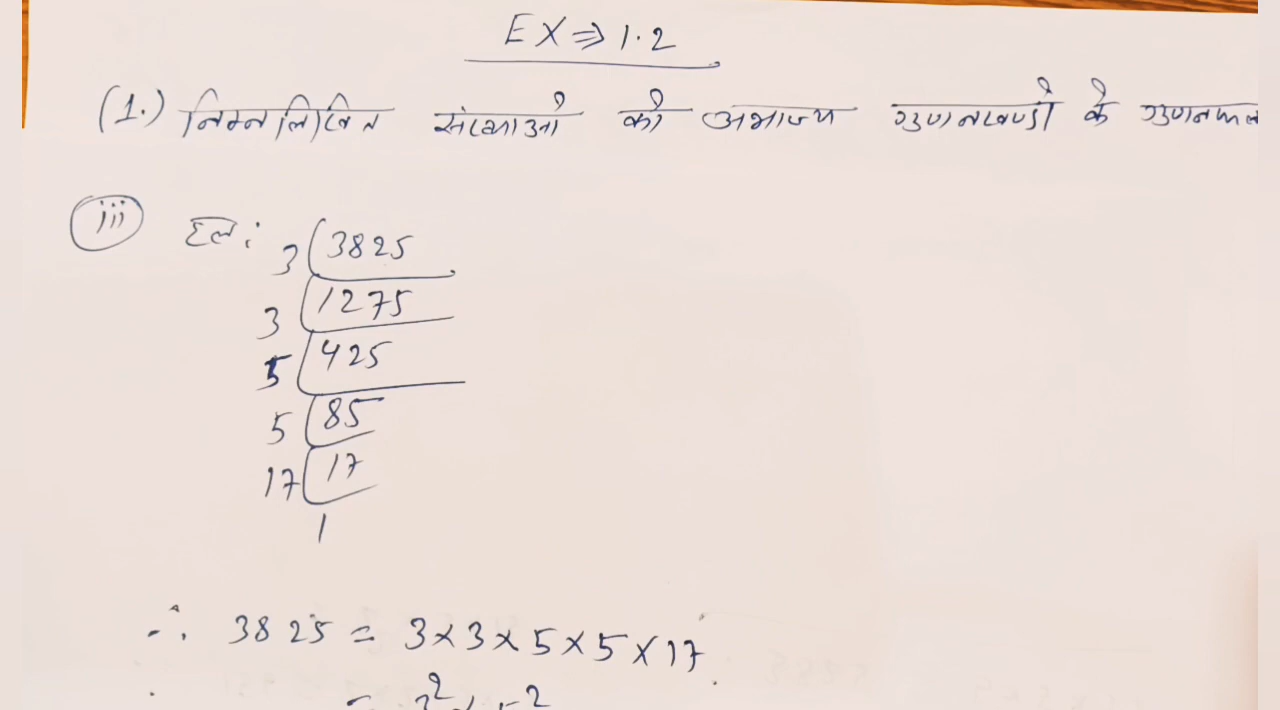 EX ⇒ 1.2
(1.) निम्नलिखित संख्याओं को अभाज्य गुणनखण्डों के
iii हल:
3 3825
3 1275
5 425
5 85
17 17
1
∴ 3825 = 3×3×5×5×17